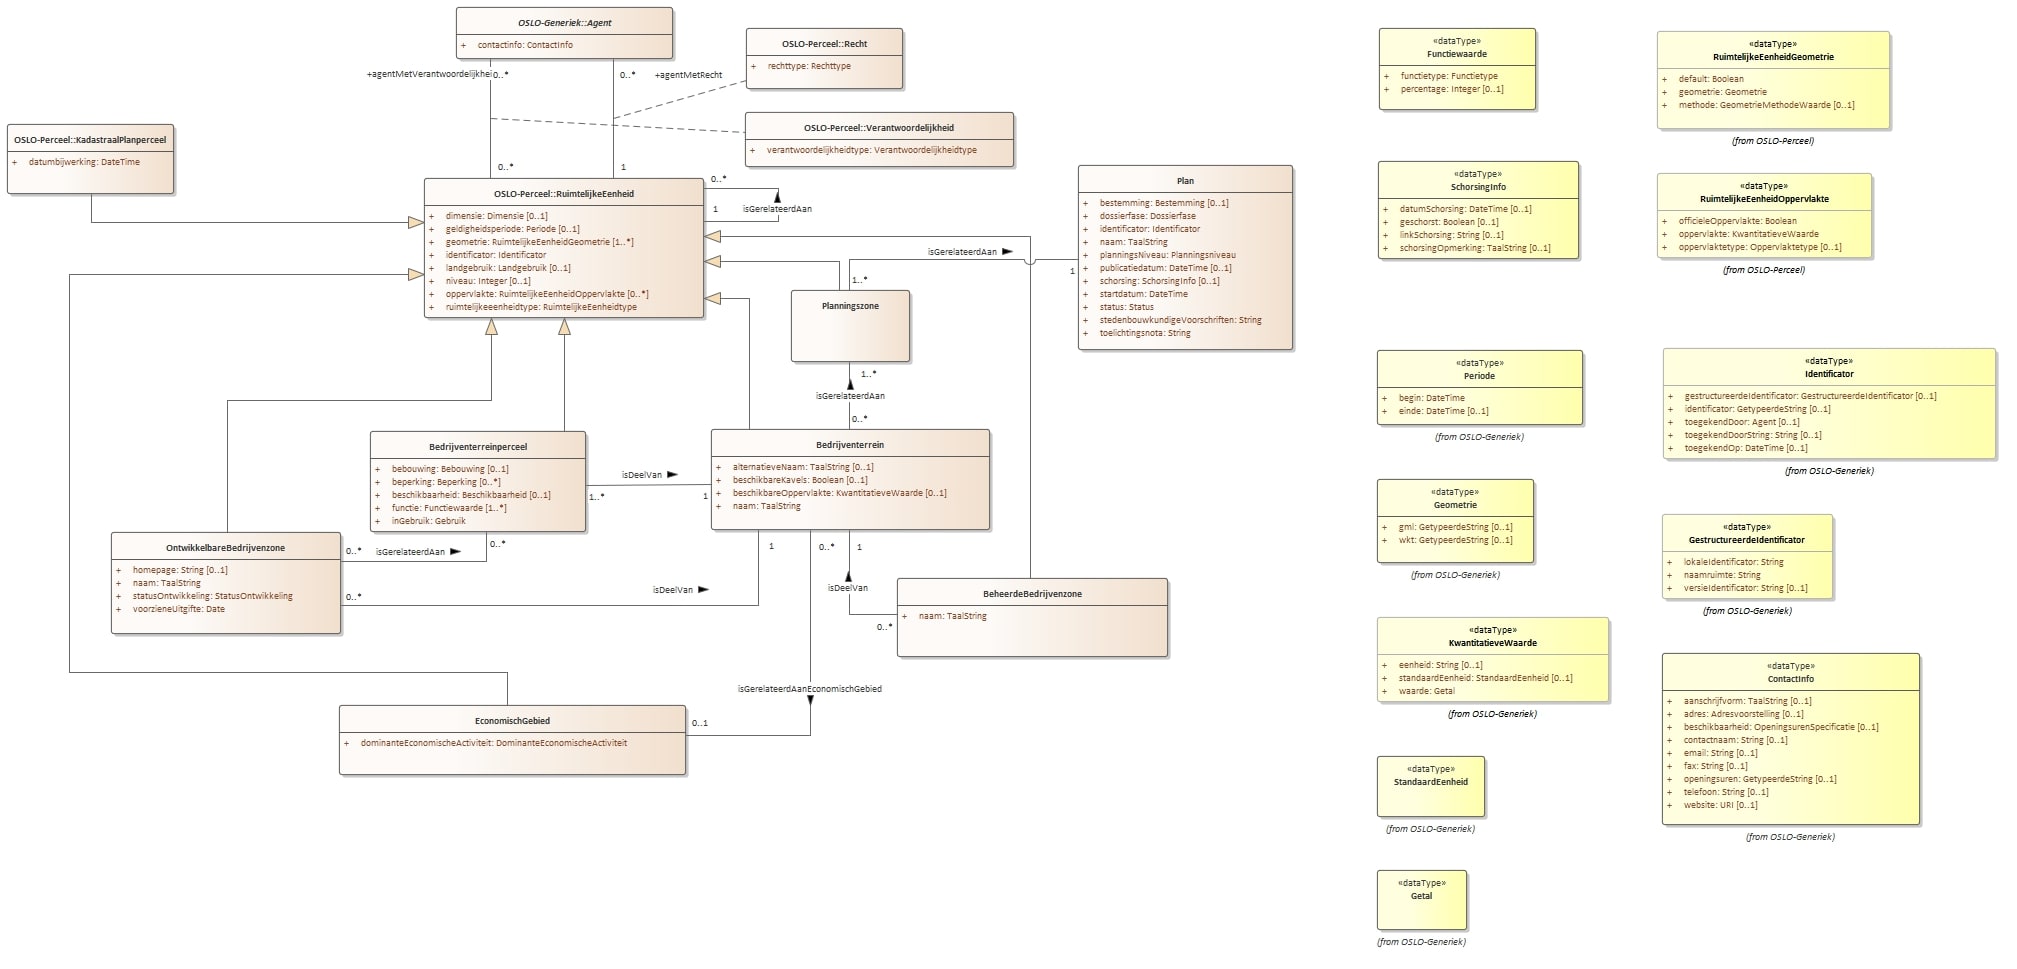 OSLO-Generiek::Agent
+ contactinfo: ContactInfo
+agentMetVerantwoordelijkhei
0..*
0..*
+agentMetRecht
OSLO-Perceel::Recht
+ rechttype: Rechttype
OSLO-Perceel::Verantwoordelijkheid
+ verantwoordelijkheidtype: Verantwoordelijkheidtype
OSLO-Perceel::KadastraalPlanperceel
+ datumbijwerking: DateTime
0..*
1
OSLO-Perceel::RuimtelijkeEenheid
+ dimensie: Dimensie [0..1]
+ geldigheidsperiode: Periode [0..1]
+ geometrie: RuimtelijkeEenheidGeometrie [1..*]
+ identificator: Identificator
+ landgebruik: Landgebruik [0..1]
+ niveau: Integer [0..1]
+ oppervlakte: RuimtelijkeEenheidOppervlakte [0..*]
+ ruimtelijkeeenheidtype: RuimtelijkeEenheidtype
0..*
1
isGerelateerdAan
isGerelateerdAan
1..*
1
Plan
+ bestemming: Bestemming [0..1]
+ dossierfase: Dossierfase
+ identificator: Identificator
+ naam: TaalString
+ planningsNiveau: Planningsniveau
+ publicatiedatum: DateTime [0..1]
+ schorsing: SchorsingInfo [0..1]
+ startdatum: DateTime
+ status: Status
+ stedenbouwkundigeVoorschriften: String
+ toelichtingsnota: String
Planningszone
1..*
isGerelateerdAan
0..*
Bedrijventerreinperceel
+ bebouwing: Bebouwing [0..1]
+ beperking: Beperking [0..*]
+ beschikbaarheid: Beschikbaarheid [0..1]
+ functie: Functiewaarde [1..*]
+ inGebruik: Gebruik
isDeelVan
1..*
1
Bedrijventerrein
+ alternatieveNaam: TaalString [0..1]
+ beschikbareKavels: Boolean [0..1]
+ beschikbareOppervlakte: KwantitatieveWaarde [0..1]
+ naam: TaalString
OntwikkelbareBedrijvenzone
+ homepage: String [0..1]
+ naam: TaalString
+ statusOntwikkeling: StatusOntwikkeling
+ voorzieneUitgifte: Date
0..*
isGerelateerdAan
0..*
0..*
isDeelVan
1
0..*
1
isDeelVan
0..*
BeheerdeBedrijvenzone
+ naam: TaalString
isGerelateerdAanEconomischGebied
0..1
EconomischGebied
+ dominanteEconomischeActiviteit: DominanteEconomischeActiviteit
«dataType»
Functiewaarde
+ functietype: Functietype
+ percentage: Integer [0..1]
«dataType»
SchorsingInfo
+ datumSchorsing: DateTime [0..1]
+ geschorst: Boolean [0..1]
+ linkSchorsing: String [0..1]
+ schorsingOpmerking: TaalString [0..1]
«dataType»
Periode
+ begin: DateTime
+ einde: DateTime [0..1]
(from OSLO-Generiek)
«dataType»
Geometrie
+ gml: GetypeerdeString [0..1]
+ wkt: GetypeerdeString [0..1]
(from OSLO-Generiek)
«dataType»
KwantitatieveWaarde
+ eenheid: String [0..1]
+ standaardEenheid: StandaardEenheid [0..1]
+ waarde: Getal
(from OSLO-Generiek)
«dataType»
StandaardEenheid
(from OSLO-Generiek)
«dataType»
Getal
(from OSLO-Generiek)
«dataType»
RuimtelijkeEenheidGeometrie
+ default: Boolean
+ geometrie: Geometrie
+ methode: GeometrieMethodeWaarde [0..1]
(from OSLO-Perceel)
«dataType»
RuimtelijkeEenheidOppervlakte
+ officieleOppervlakte: Boolean
+ oppervlakte: KwantitatieveWaarde
+ oppervlaktetype: Oppervlaktetype [0..1]
(from OSLO-Perceel)
«dataType»
Identificator
+ gestructureerdeIdentificator: GestructureerdeIdentificator [0..1]
+ identificator: GetypeerdeString [0..1]
+ toegekendDoor: Agent [0..1]
+ toegekendDoorString: String [0..1]
+ toegekendOp: DateTime [0..1]
(from OSLO-Generiek)
«dataType»
GestructureerdeIdentificator
+ lokaleIdentificator: String
+ naamruimte: String
+ versieIdentificator: String [0..1]
(from OSLO-Generiek)
«dataType»
ContactInfo
+ aanschrijfvorm: TaalString [0..1]
+ adres: Adresvoorstelling [0..1]
+ beschikbaarheid: OpeningsurenSpecificatie [0..1]
+ contactnaam: String [0..1]
+ email: String [0..1]
+ fax: String [0..1]
+ openingsuren: GetypeerdeString [0..1]
+ telefoon: String [0..1]
+ website: URI [0..1]
(from OSLO-Generiek)